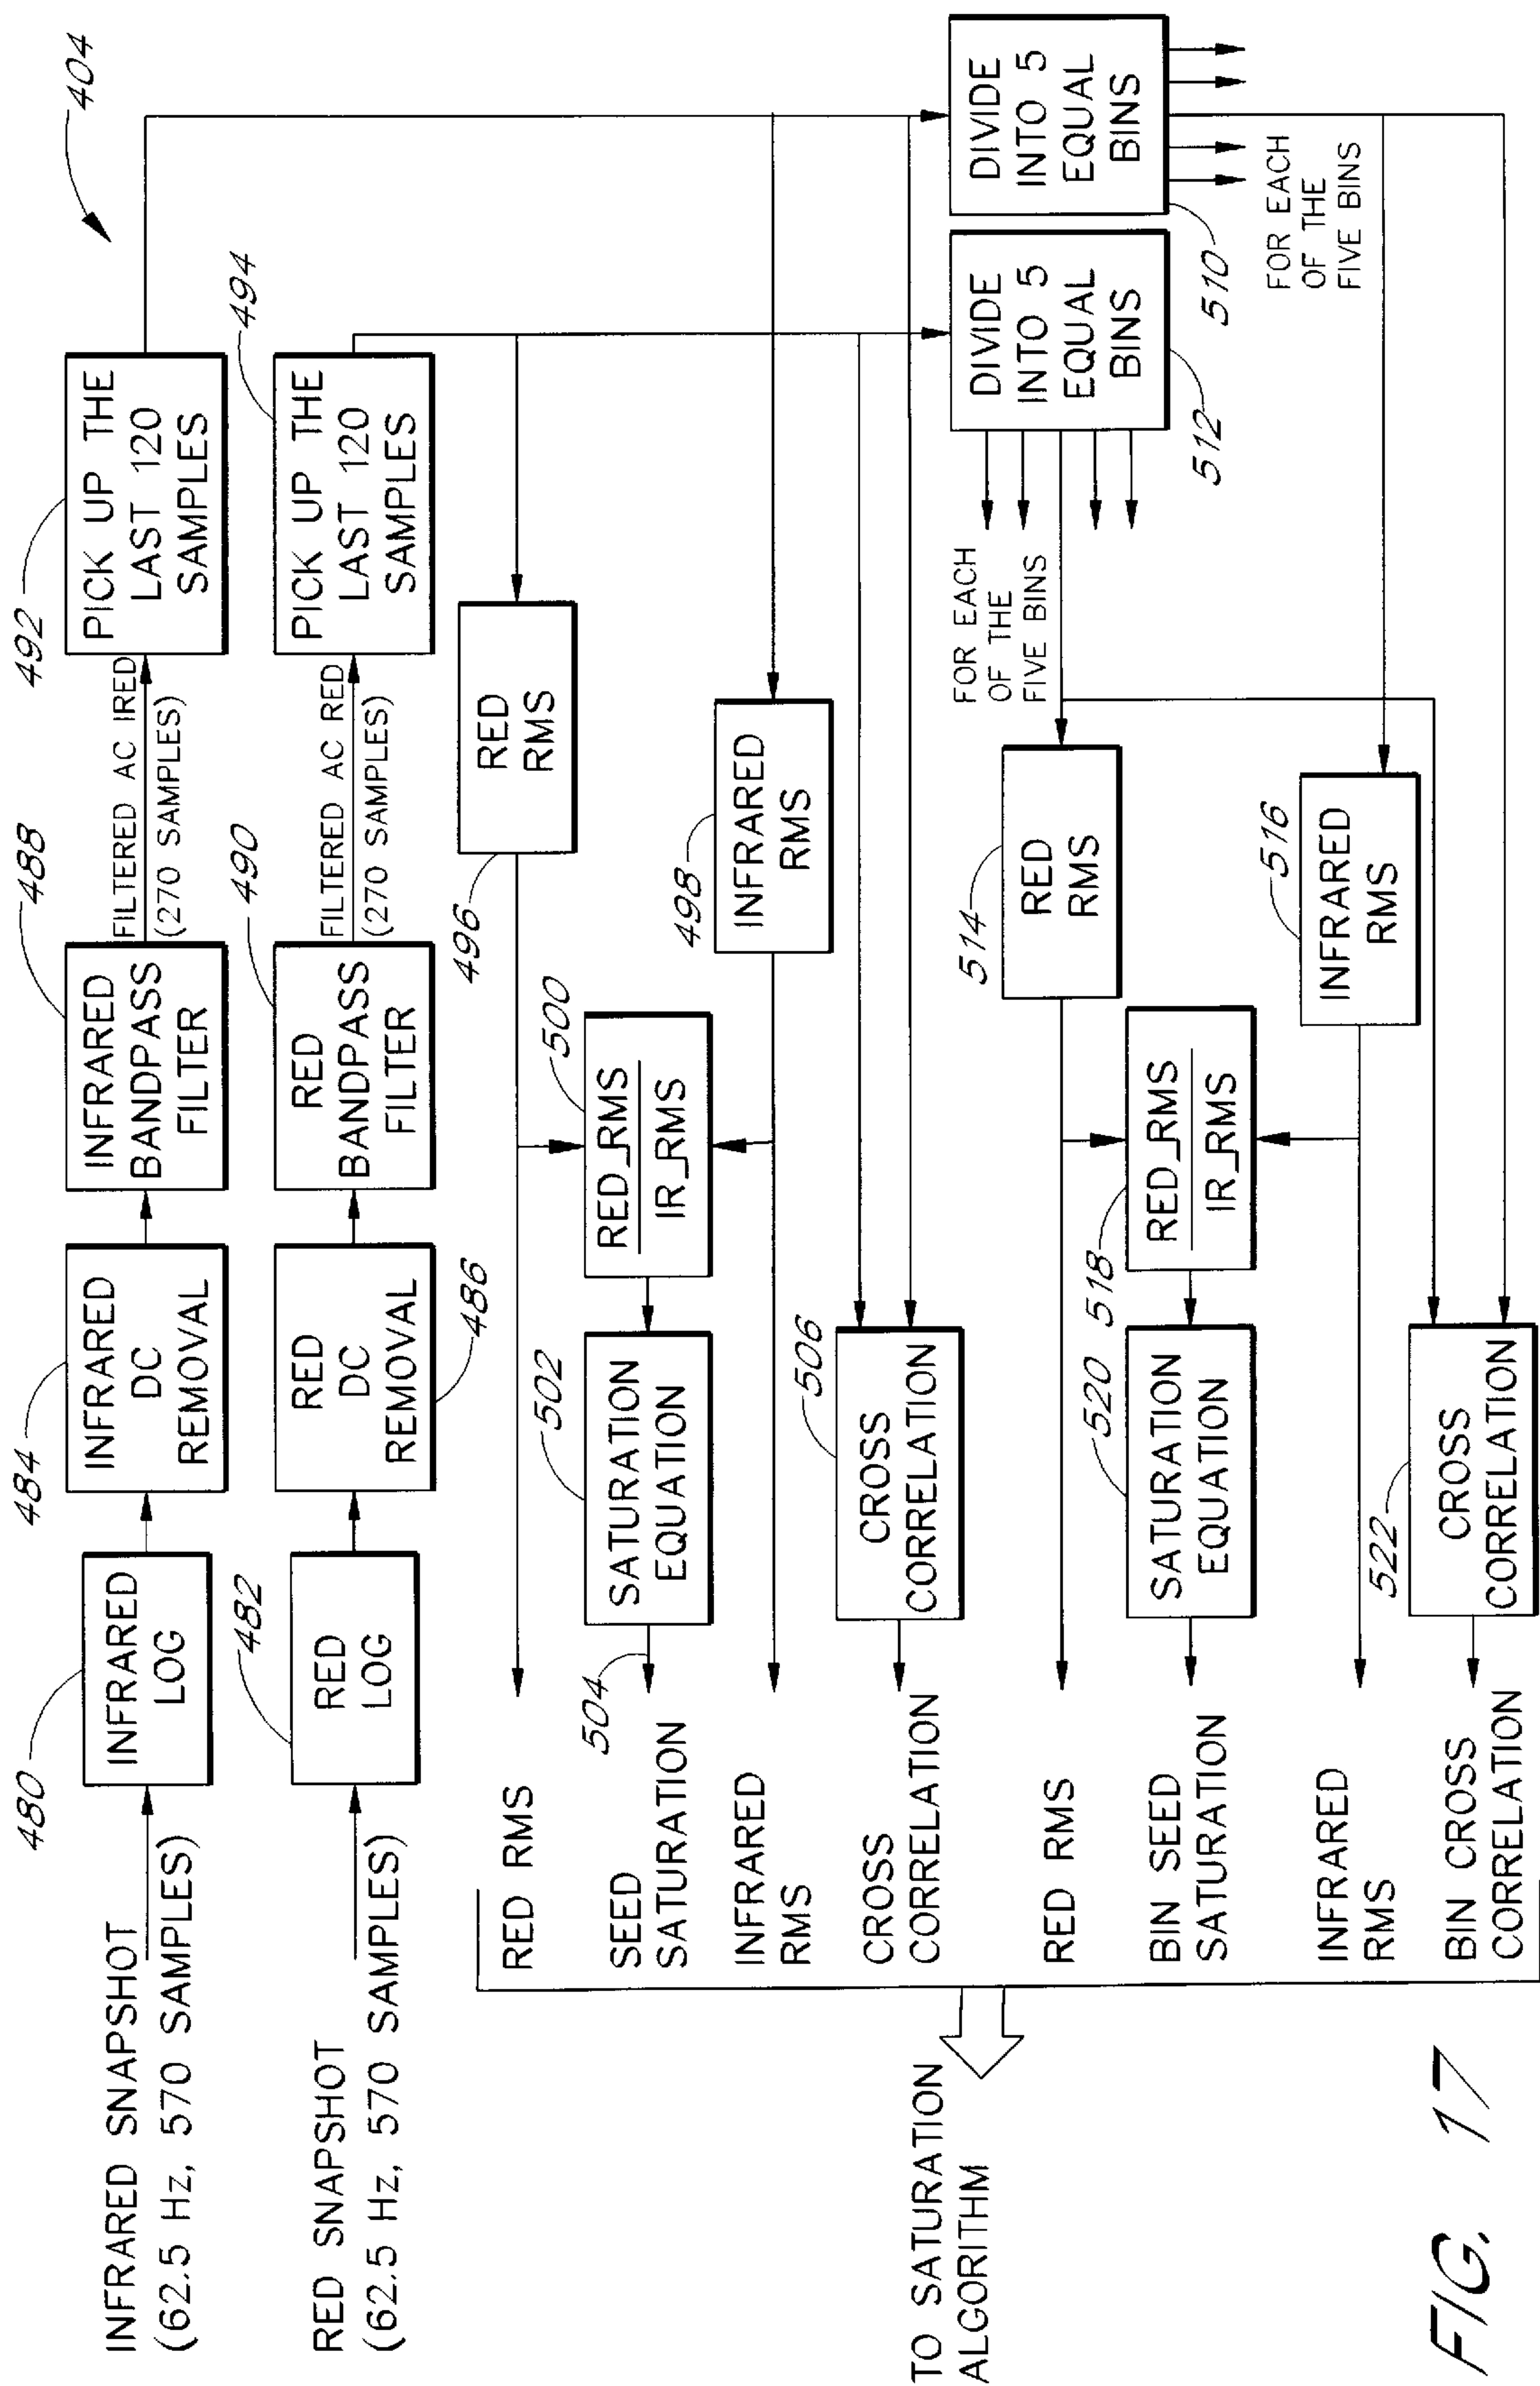 404
INFRARED SNAPSHOT
(62.5 Hz, 570 SAMPLES)
480
INFRARED
LOG
484
INFRARED
DC
REMOVAL
488
INFRARED
BANDPASS
FILTER
FILTERED AC IRED
(270 SAMPLES)
492
PICK UP THE
LAST 120
SAMPLES
RED SNAPSHOT
(62.5 Hz, 570 SAMPLES)
482
RED
LOG
RED
DC
REMOVAL
486
490
RED
BANDPASS
FILTER
FILTERED AC RED
(270 SAMPLES)
494
PICK UP THE
LAST 120
SAMPLES
RED RMS
496
RED
RMS
SEED
SATURATION
504
502
SATURATION
EQUATION
500
RED_RMS
IR_RMS
INFRARED
RMS
498
INFRARED
RMS
CROSS
CORRELATION
506
CROSS
CORRELATION
DIVIDE
INTO 5
EQUAL
BINS
512
DIVIDE
INTO 5
EQUAL
BINS
510
FOR EACH
OF THE
FIVE BINS
FOR EACH
OF THE
FIVE BINS
TO SATURATION
ALGORITHM
RED RMS
514
RED
RMS
BIN SEED
SATURATION
520
SATURATION
EQUATION
518
RED_RMS
IR_RMS
INFRARED
RMS
516
INFRARED
RMS
BIN CROSS
CORRELATION
522
CROSS
CORRELATION
FIG. 17